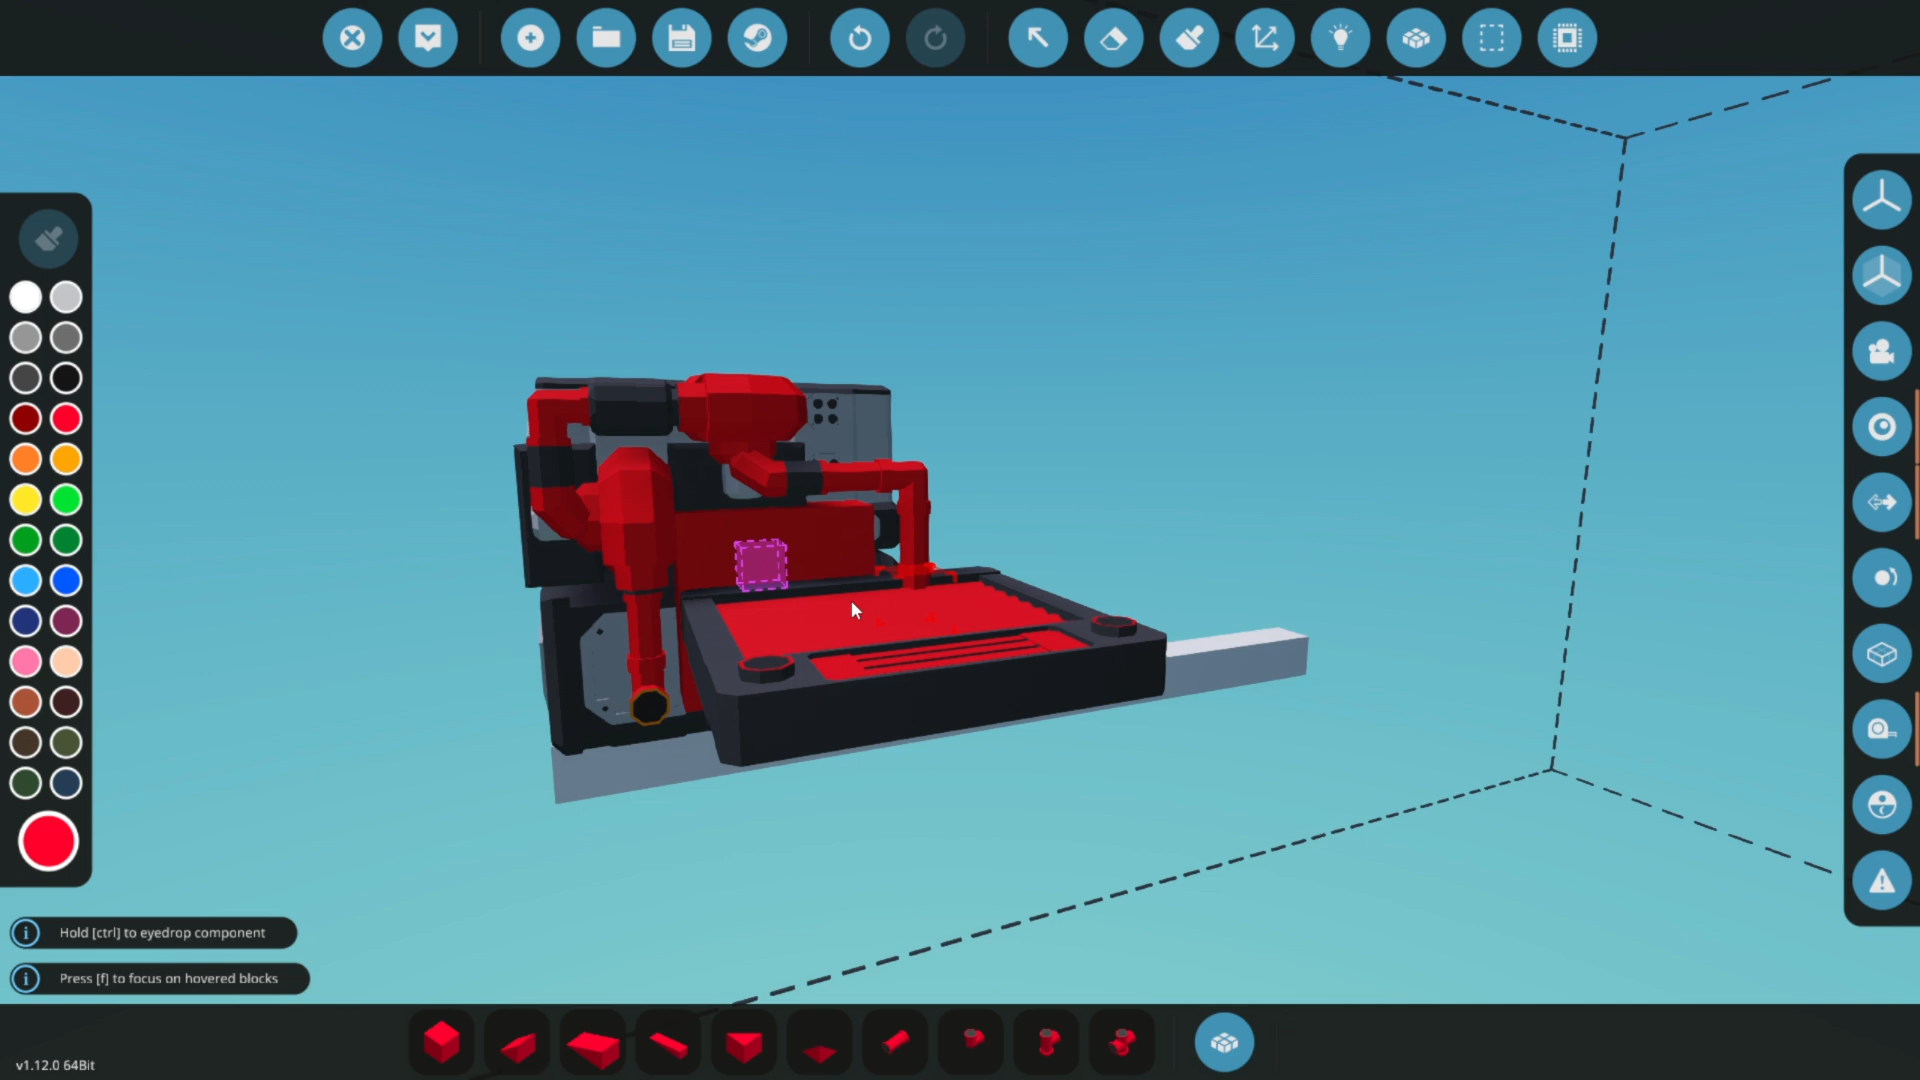 Hold [ctrl] to eyedrop component
Press [f] to focus on hovered blocks
v1.12.0 64Bit